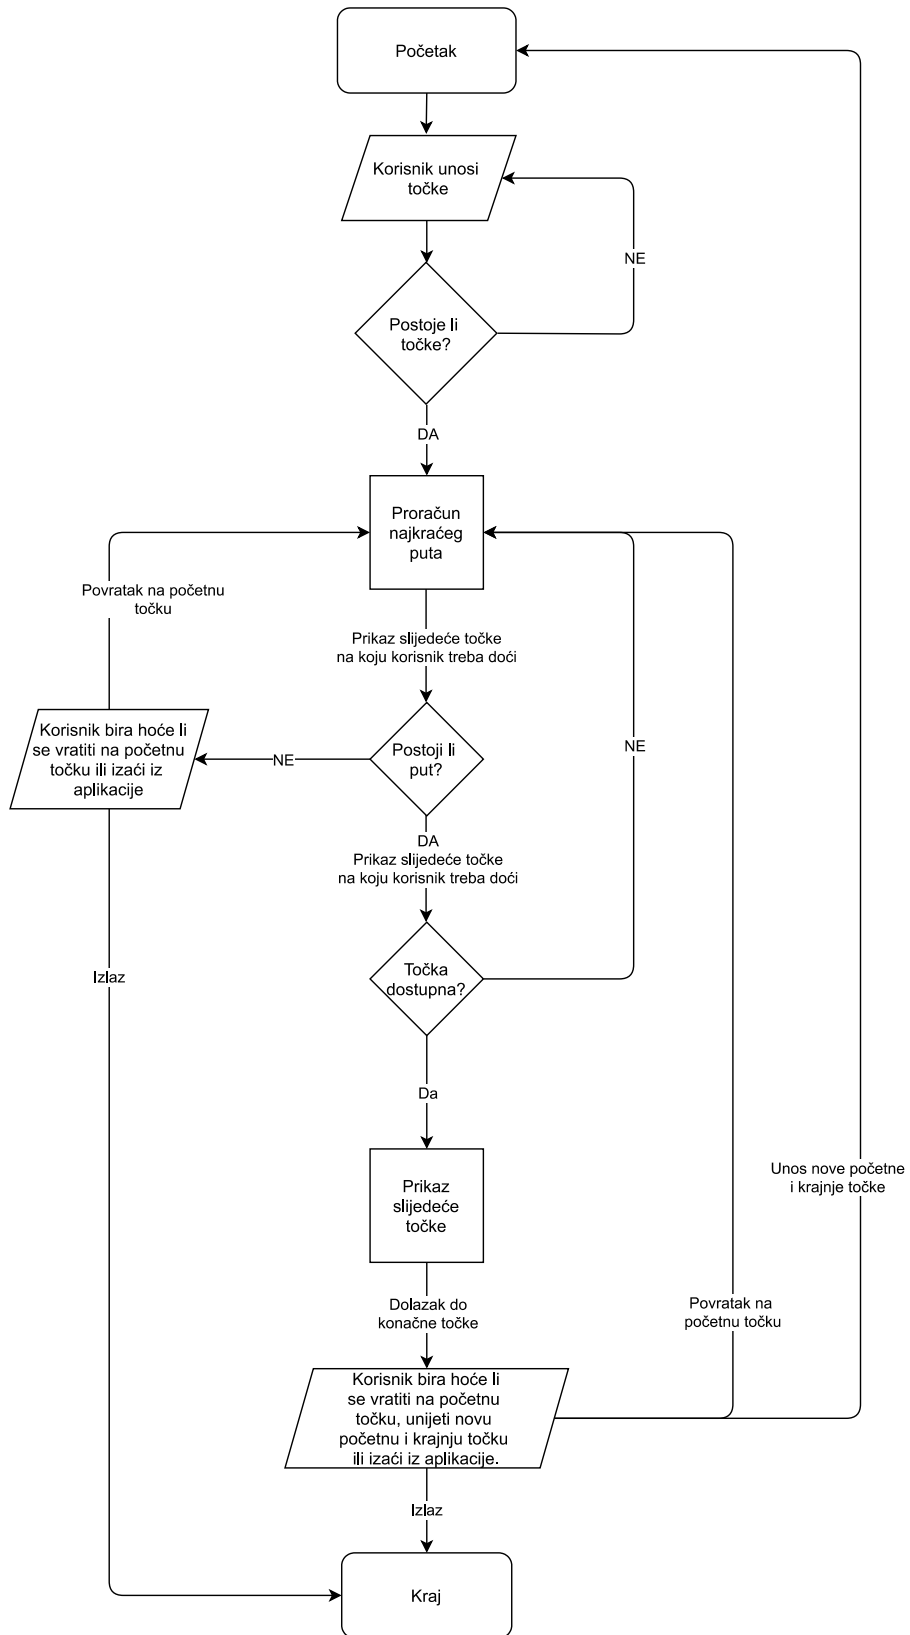 Početak
Korisnik unosi
točke
NE
Postoje li
točke?
DA
Proračun
najkraćeg
puta
Povratak na početnu
točku
Prikaz slijedeće točke
na koju korisnik treba doći
Korisnik bira hoće li
se vratiti na početnu
točku ili izaći iz
aplikacije
NE
Postoji li
put?
NE
DA
Prikaz slijedeće točke
na koju korisnik treba doći
Izlaz
Točka
dostupna?
Da
Prikaz
slijedeće
točke
Unos nove početne
i krajnje točke
Dolazak do
konačne točke
Povratak na
početnu točku
Korisnik bira hoće li
se vratiti na početnu
točku, unijeti novu
početnu i krajnju točku
ili izaći iz aplikacije.
Izlaz
Kraj